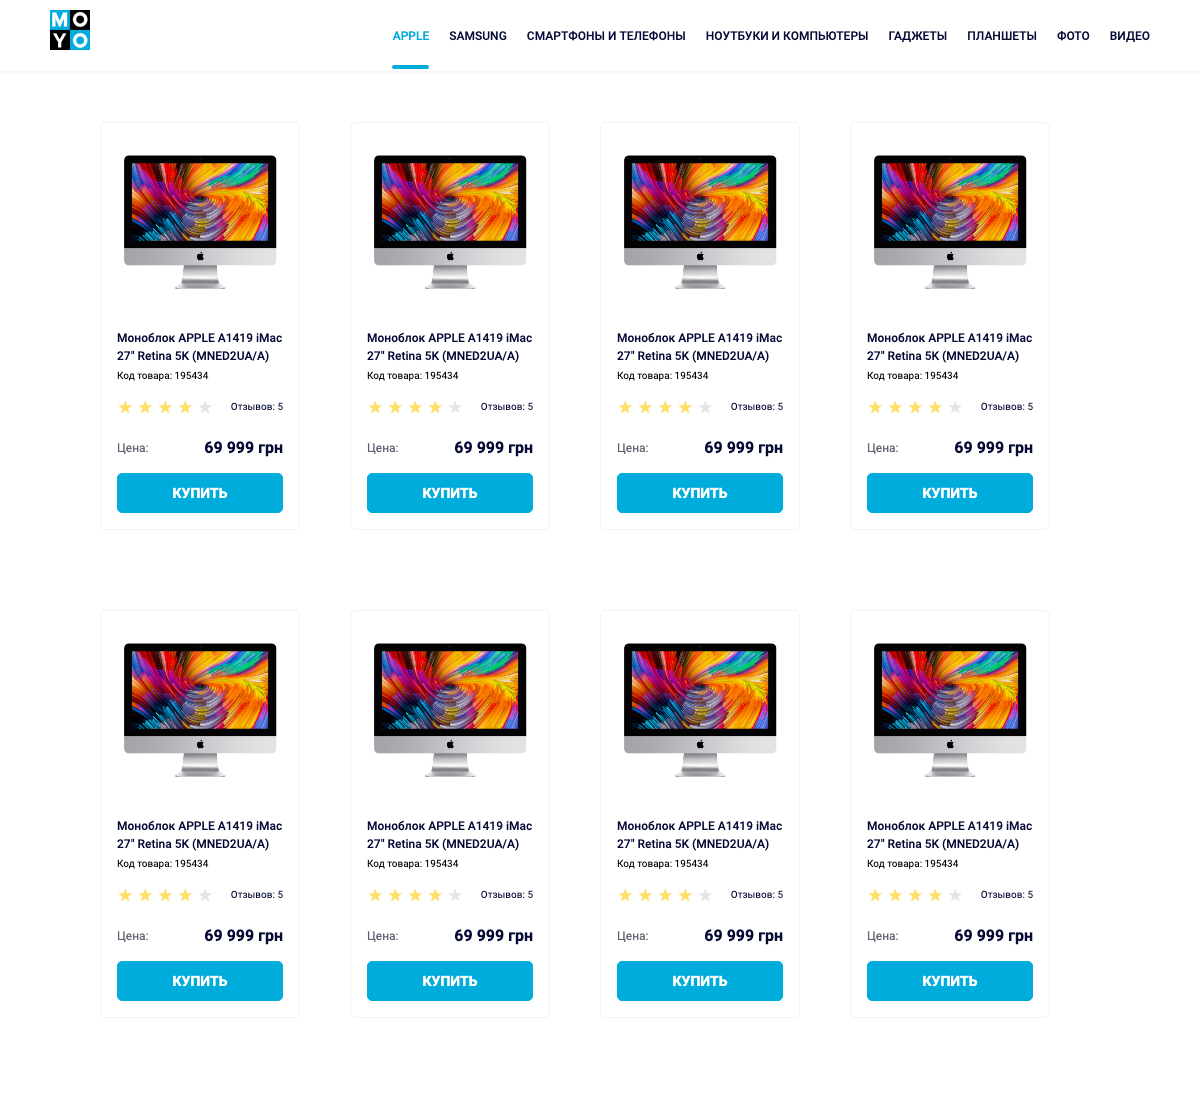 MO
YO
APPLE SAMSUNG СМАРТФОНЫ И ТЕЛЕФОНЫ НОУТБУКИ И КОМПЬЮТЕРЫ ГАДЖЕТЫ ПЛАНШЕТЫ ФОТО ВИДЕО
Моноблок APPLE A1419 iMac
27" Retina 5K (MNED2UA/A)
Код товара: 195434
Отзывов: 5
Цена: 69 999 грн
КУПИТЬ
Моноблок APPLE A1419 iMac
27" Retina 5K (MNED2UA/A)
Код товара: 195434
Отзывов: 5
Цена: 69 999 грн
КУПИТЬ
Моноблок APPLE A1419 iMac
27" Retina 5K (MNED2UA/A)
Код товара: 195434
Отзывов: 5
Цена: 69 999 грн
КУПИТЬ
Моноблок APPLE A1419 iMac
27" Retina 5K (MNED2UA/A)
Код товара: 195434
Отзывов: 5
Цена: 69 999 грн
КУПИТЬ
Моноблок APPLE A1419 iMac
27" Retina 5K (MNED2UA/A)
Код товара: 195434
Отзывов: 5
Цена: 69 999 грн
КУПИТЬ
Моноблок APPLE A1419 iMac
27" Retina 5K (MNED2UA/A)
Код товара: 195434
Отзывов: 5
Цена: 69 999 грн
КУПИТЬ
Моноблок APPLE A1419 iMac
27" Retina 5K (MNED2UA/A)
Код товара: 195434
Отзывов: 5
Цена: 69 999 грн
КУПИТЬ
Моноблок APPLE A1419 iMac
27" Retina 5K (MNED2UA/A)
Код товара: 195434
Отзывов: 5
Цена: 69 999 грн
КУПИТЬ